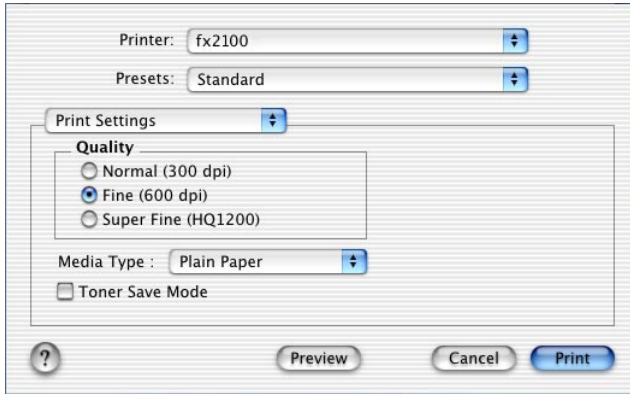 Printer: fx2100
Presets: Standard
Print Settings
Quality
Normal (300 dpi)
Fine (600 dpi)
Super Fine (HQ1200)
Media Type : Plain Paper
Toner Save Mode
? Preview Cancel Print